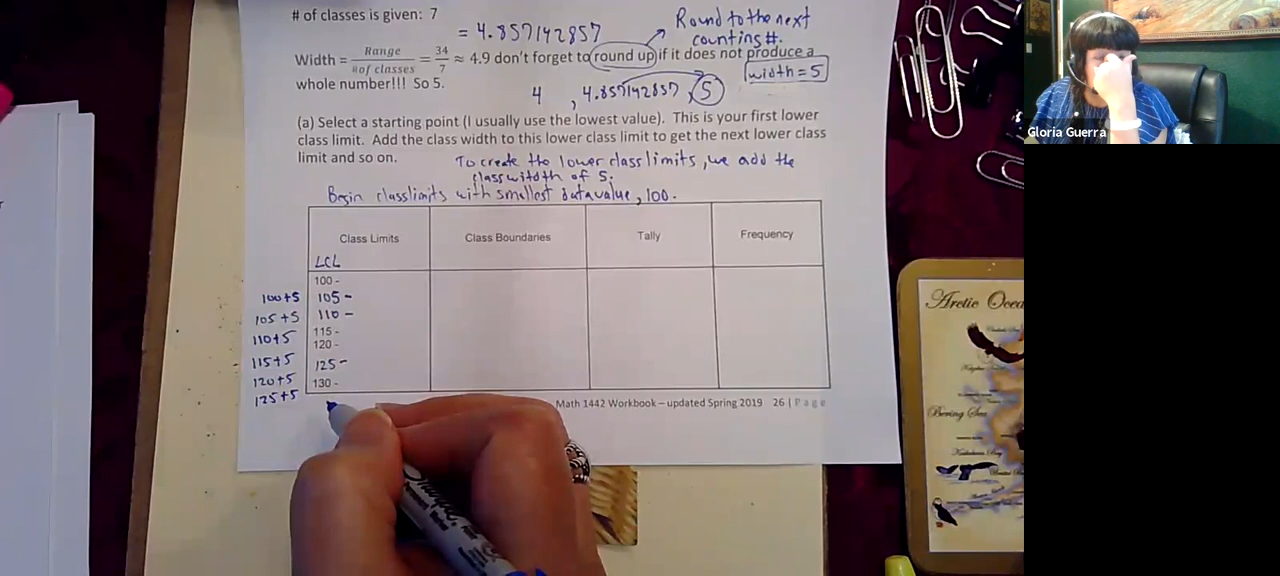 # of classes is given: 7
= 4.857142857
Round to the next
counting #.
Width = Range / # of classes = 34 / 7 ≈ 4.9 don't forget to round up if it does not produce a
whole number!!! So 5.
width = 5
4 , 4.857142857 , 5
(a) Select a starting point (I usually use the lowest value). This is your first lower
class limit. Add the class width to this lower class limit to get the next lower class
limit and so on.
To create the lower class limits, we add the
class witdth of 5.
Begin class limits with smallest data value, 100.
Class Limits Class Boundaries Tally Frequency
LCL
100 -
100+5 105 -
105+5 110 -
110+5 115 -
115+5 120 -
120+5 125 -
125+5 130 -
Math 1442 Workbook – updated Spring 2019 26 | Page
Gloria Guerra
Arctic Ocea
Bering Sea